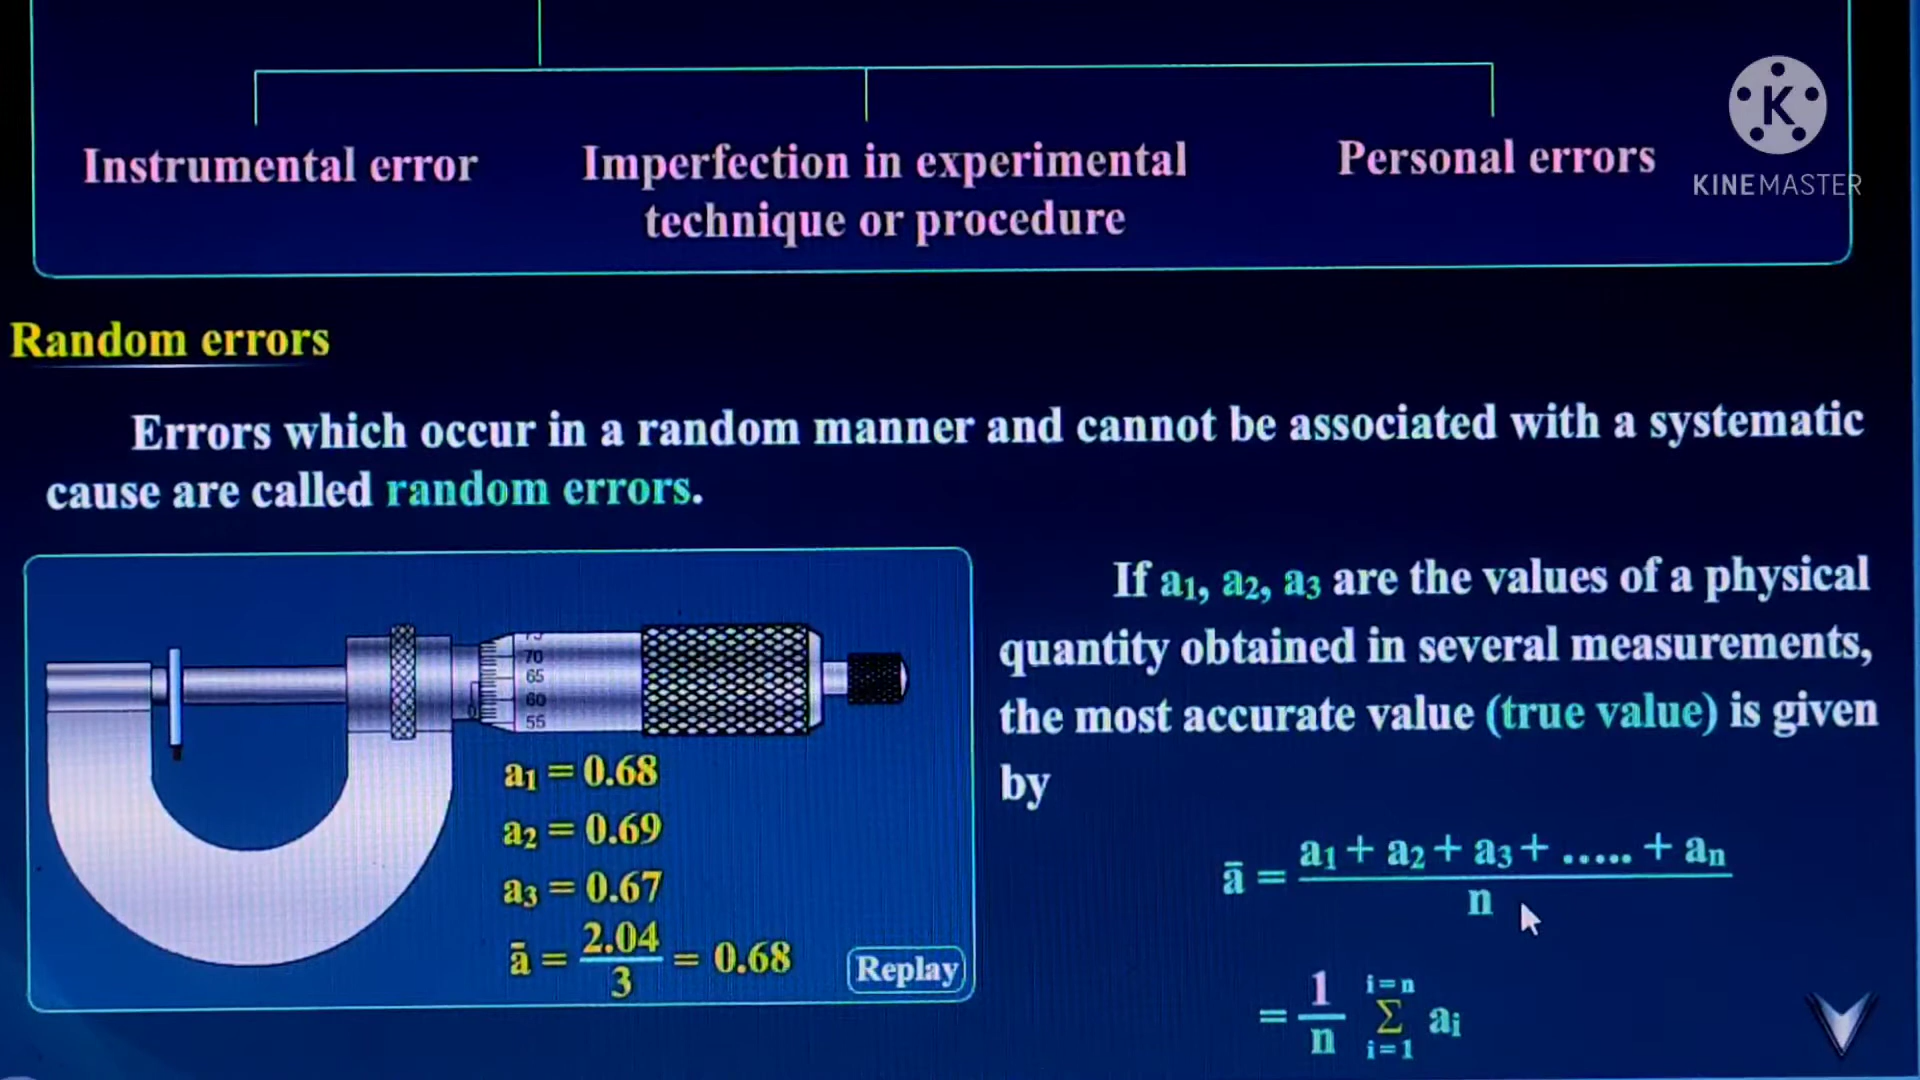 Instrumental error
Imperfection in experimental
technique or procedure
Personal errors
K
KINEMASTER
Random errors
Errors which occur in a random manner and cannot be associated with a systematic
cause are called random errors.
75
70
65
60
55
0
a₁ = 0.68
a₂ = 0.69
a₃ = 0.67
ā = 2.04/3 = 0.68
Replay
If a₁, a₂, a₃ are the values of a physical
quantity obtained in several measurements,
the most accurate value (true value) is given
by
ā = (a₁ + a₂ + a₃ + ..... + aₙ)/n
= 1/n Σ (i=1, i=n) aᵢ